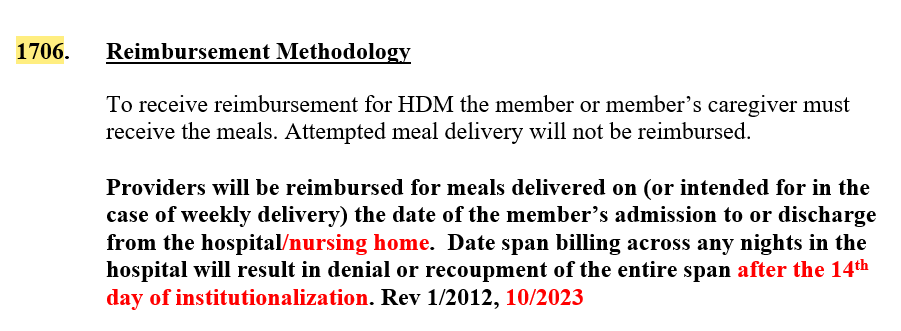 1706. Reimbursement Methodology
To receive reimbursement for HDM the member or member’s caregiver must
receive the meals. Attempted meal delivery will not be reimbursed.
Providers will be reimbursed for meals delivered on (or intended for in the
case of weekly delivery) the date of the member’s admission to or discharge
from the hospital/nursing home.  Date span billing across any nights in the
hospital will result in denial or recoupment of the entire span after the 14th
day of institutionalization. Rev 1/2012, 10/2023